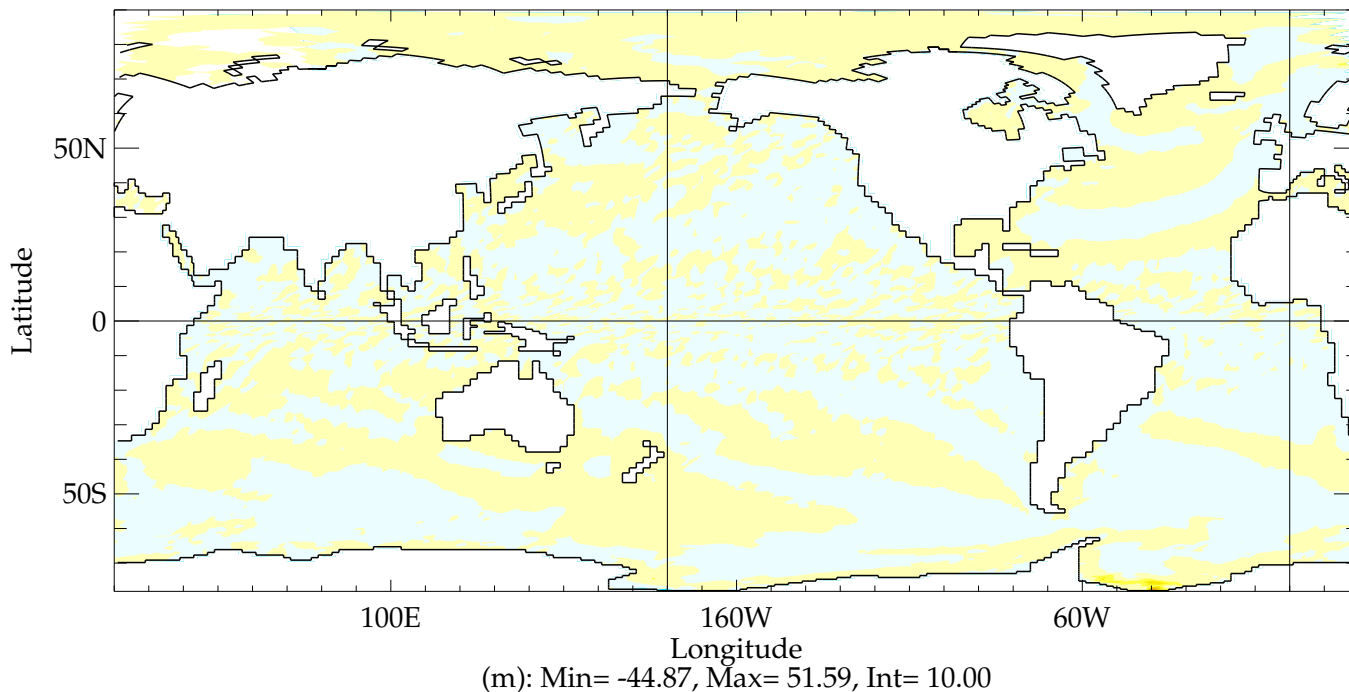 50N
0
50S
Latitude
100E
160W
60W
Longitude
(m): Min= -44.87, Max= 51.59, Int= 10.00